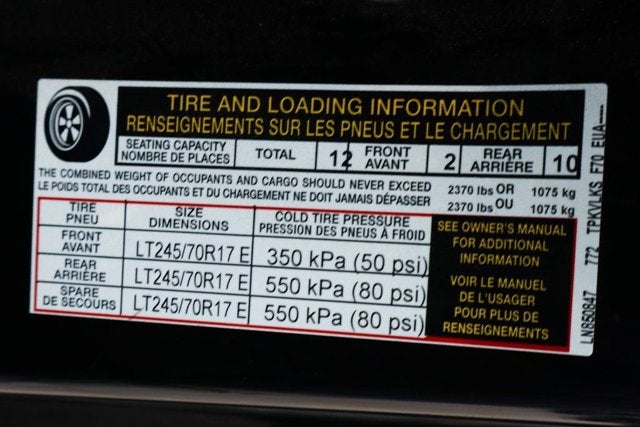 TIRE AND LOADING INFORMATION
RENSEIGNEMENTS SUR LES PNEUS ET LE CHARGEMENT
SEATING CAPACITY
NOMBRE DE PLACES
TOTAL 12
FRONT
AVANT
2
REAR
ARRIÈRE
10
THE COMBINED WEIGHT OF OCCUPANTS AND CARGO SHOULD NEVER EXCEED 2370 lbs OR 1075 kg
LE POIDS TOTAL DES OCCUPANTS ET DU CHARGEMENT NE DOIT JAMAIS DÉPASSER 2370 lbs OU 1075 kg
TIRE
PNEU
SIZE
DIMENSIONS
COLD TIRE PRESSURE
PRESSION DES PNEUS À FROID
FRONT
AVANT
LT245/70R17 E
350 kPa (50 psi)
REAR
ARRIÈRE
LT245/70R17 E
550 kPa (80 psi)
SPARE
DE SECOURS
LT245/70R17 E
550 kPa (80 psi)
SEE OWNER'S MANUAL
FOR ADDITIONAL
INFORMATION
VOIR LE MANUEL
DE L'USAGER
POUR PLUS DE
RENSEIGNEMENTS
LN850847 772 TPKVLKS F70 EUA----